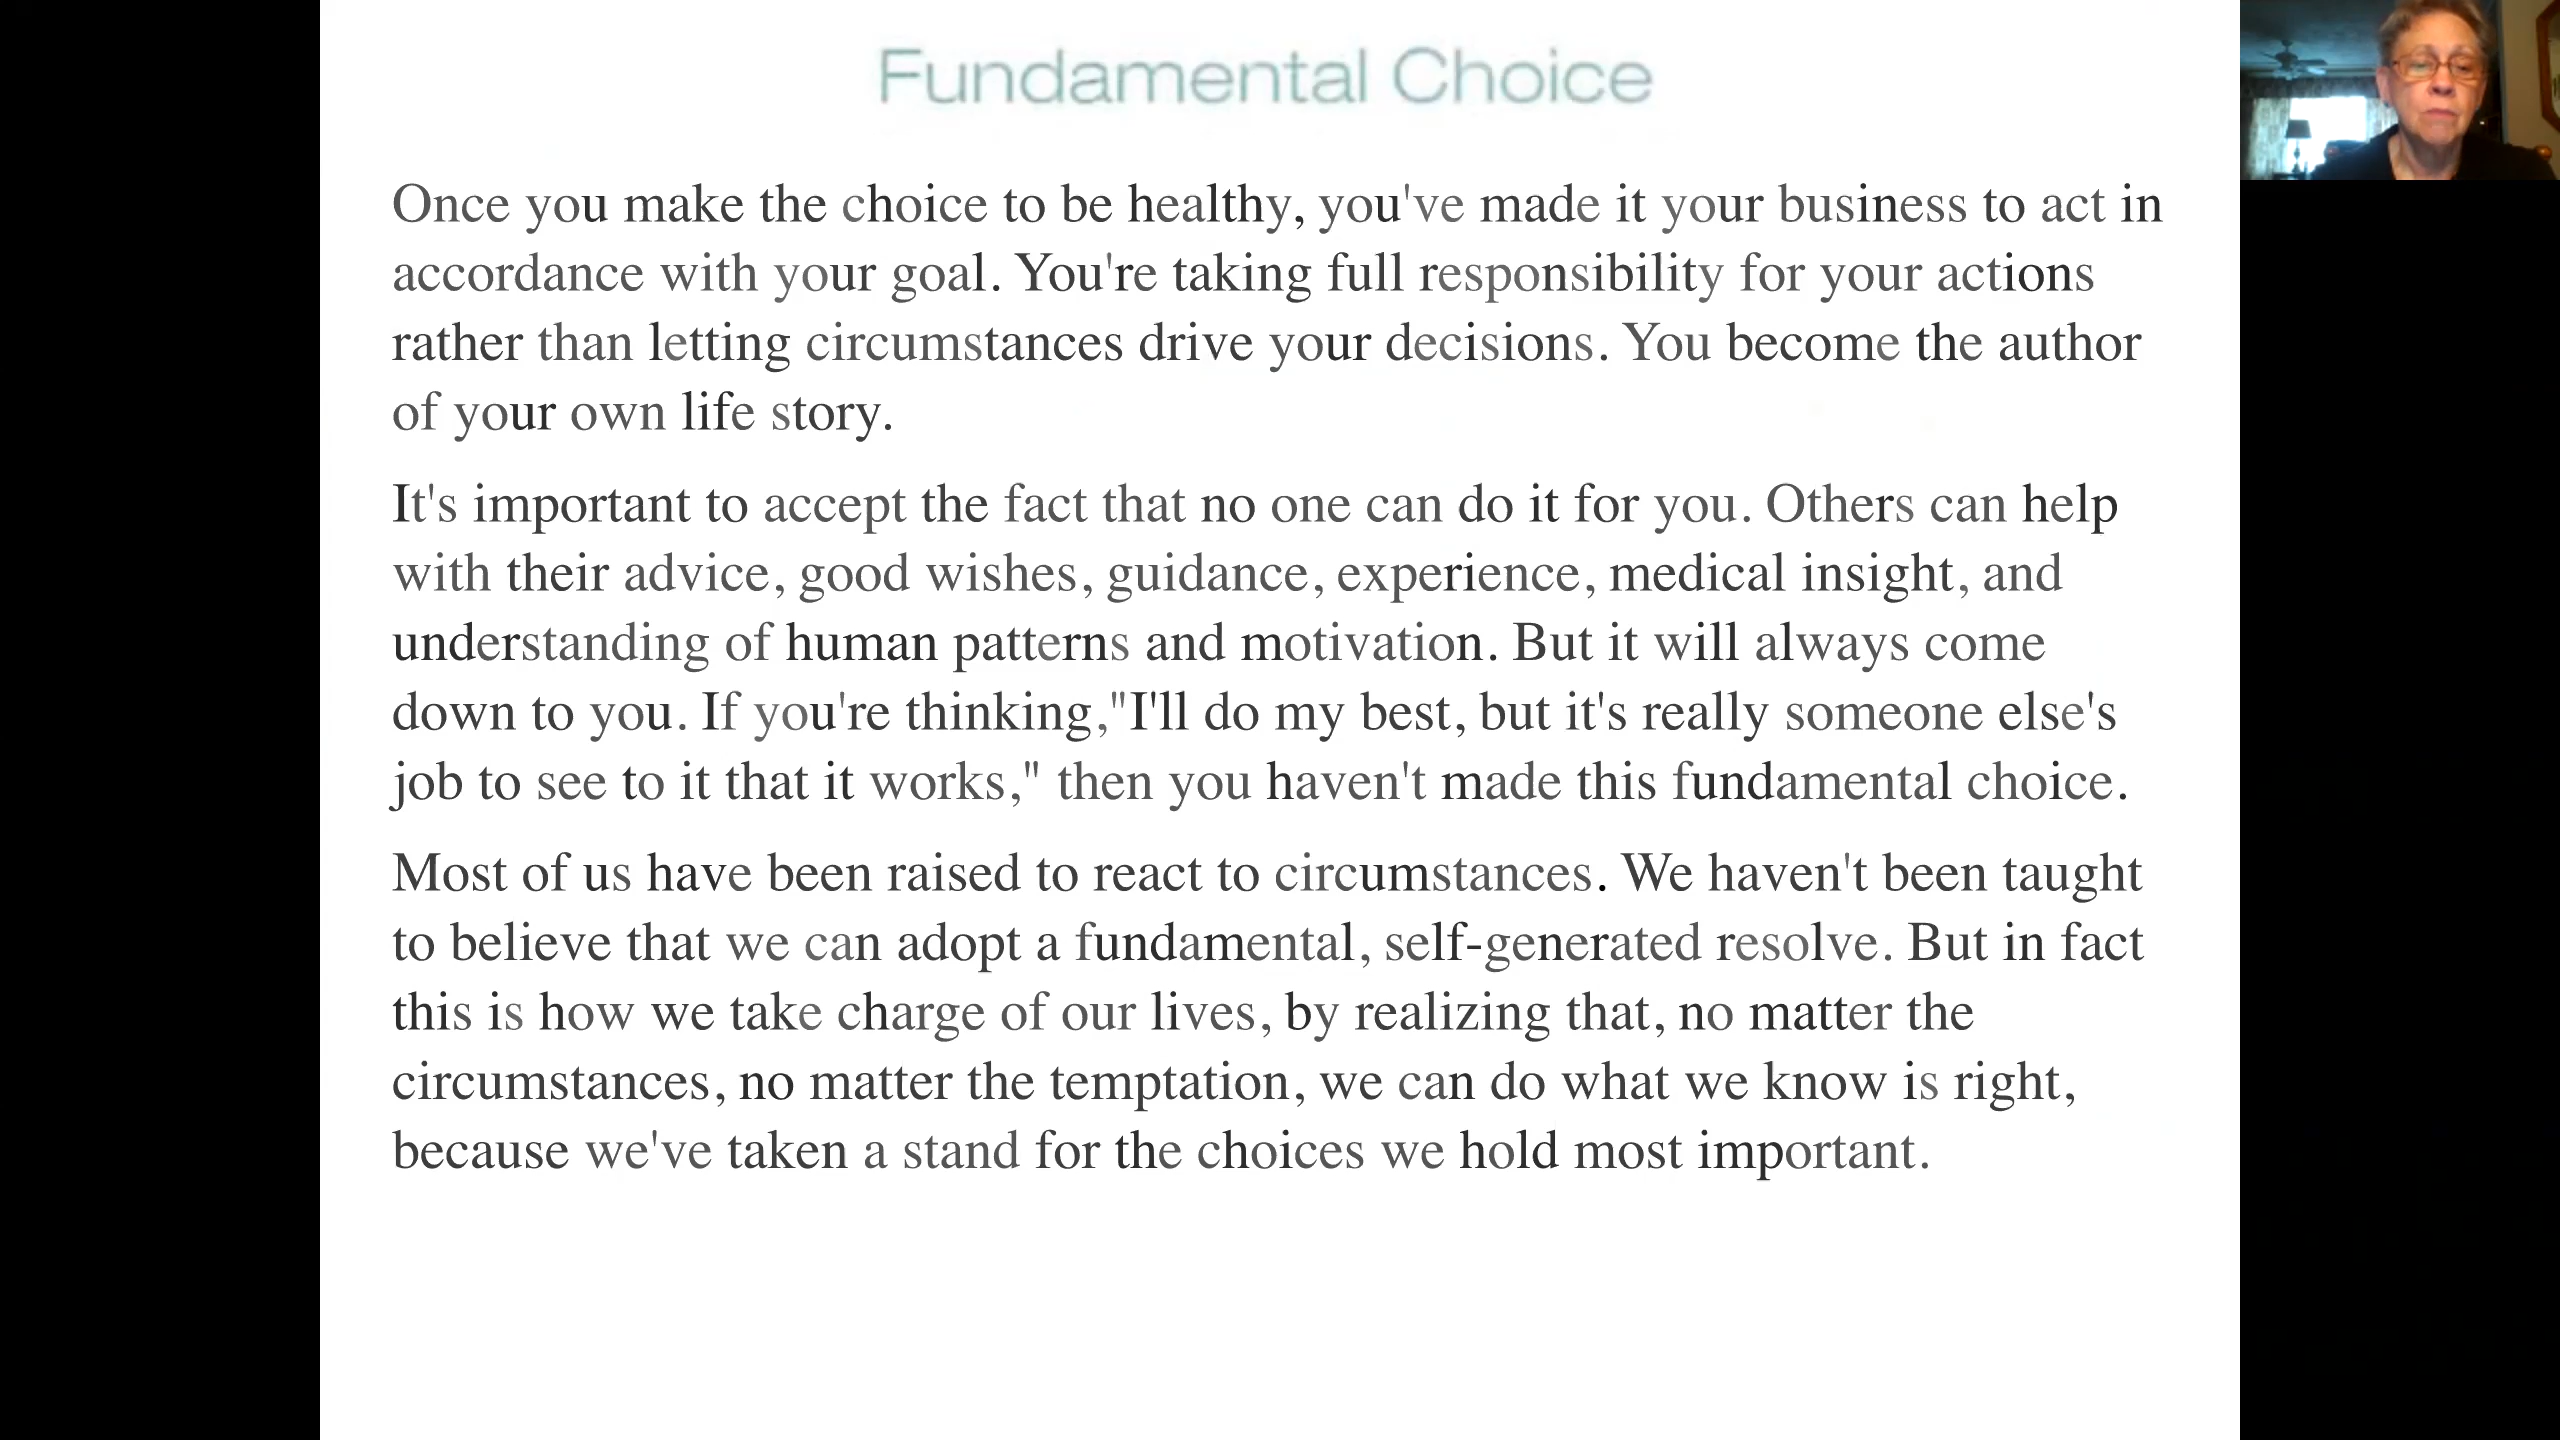 Fundamental Choice
Once you make the choice to be healthy, you've made it your business to act in
accordance with your goal. You're taking full responsibility for your actions
rather than letting circumstances drive your decisions. You become the author
of your own life story.
It's important to accept the fact that no one can do it for you. Others can help
with their advice, good wishes, guidance, experience, medical insight, and
understanding of human patterns and motivation. But it will always come
down to you. If you're thinking,"I'll do my best, but it's really someone else's
job to see to it that it works," then you haven't made this fundamental choice.
Most of us have been raised to react to circumstances. We haven't been taught
to believe that we can adopt a fundamental, self-generated resolve. But in fact
this is how we take charge of our lives, by realizing that, no matter the
circumstances, no matter the temptation, we can do what we know is right,
because we've taken a stand for the choices we hold most important.